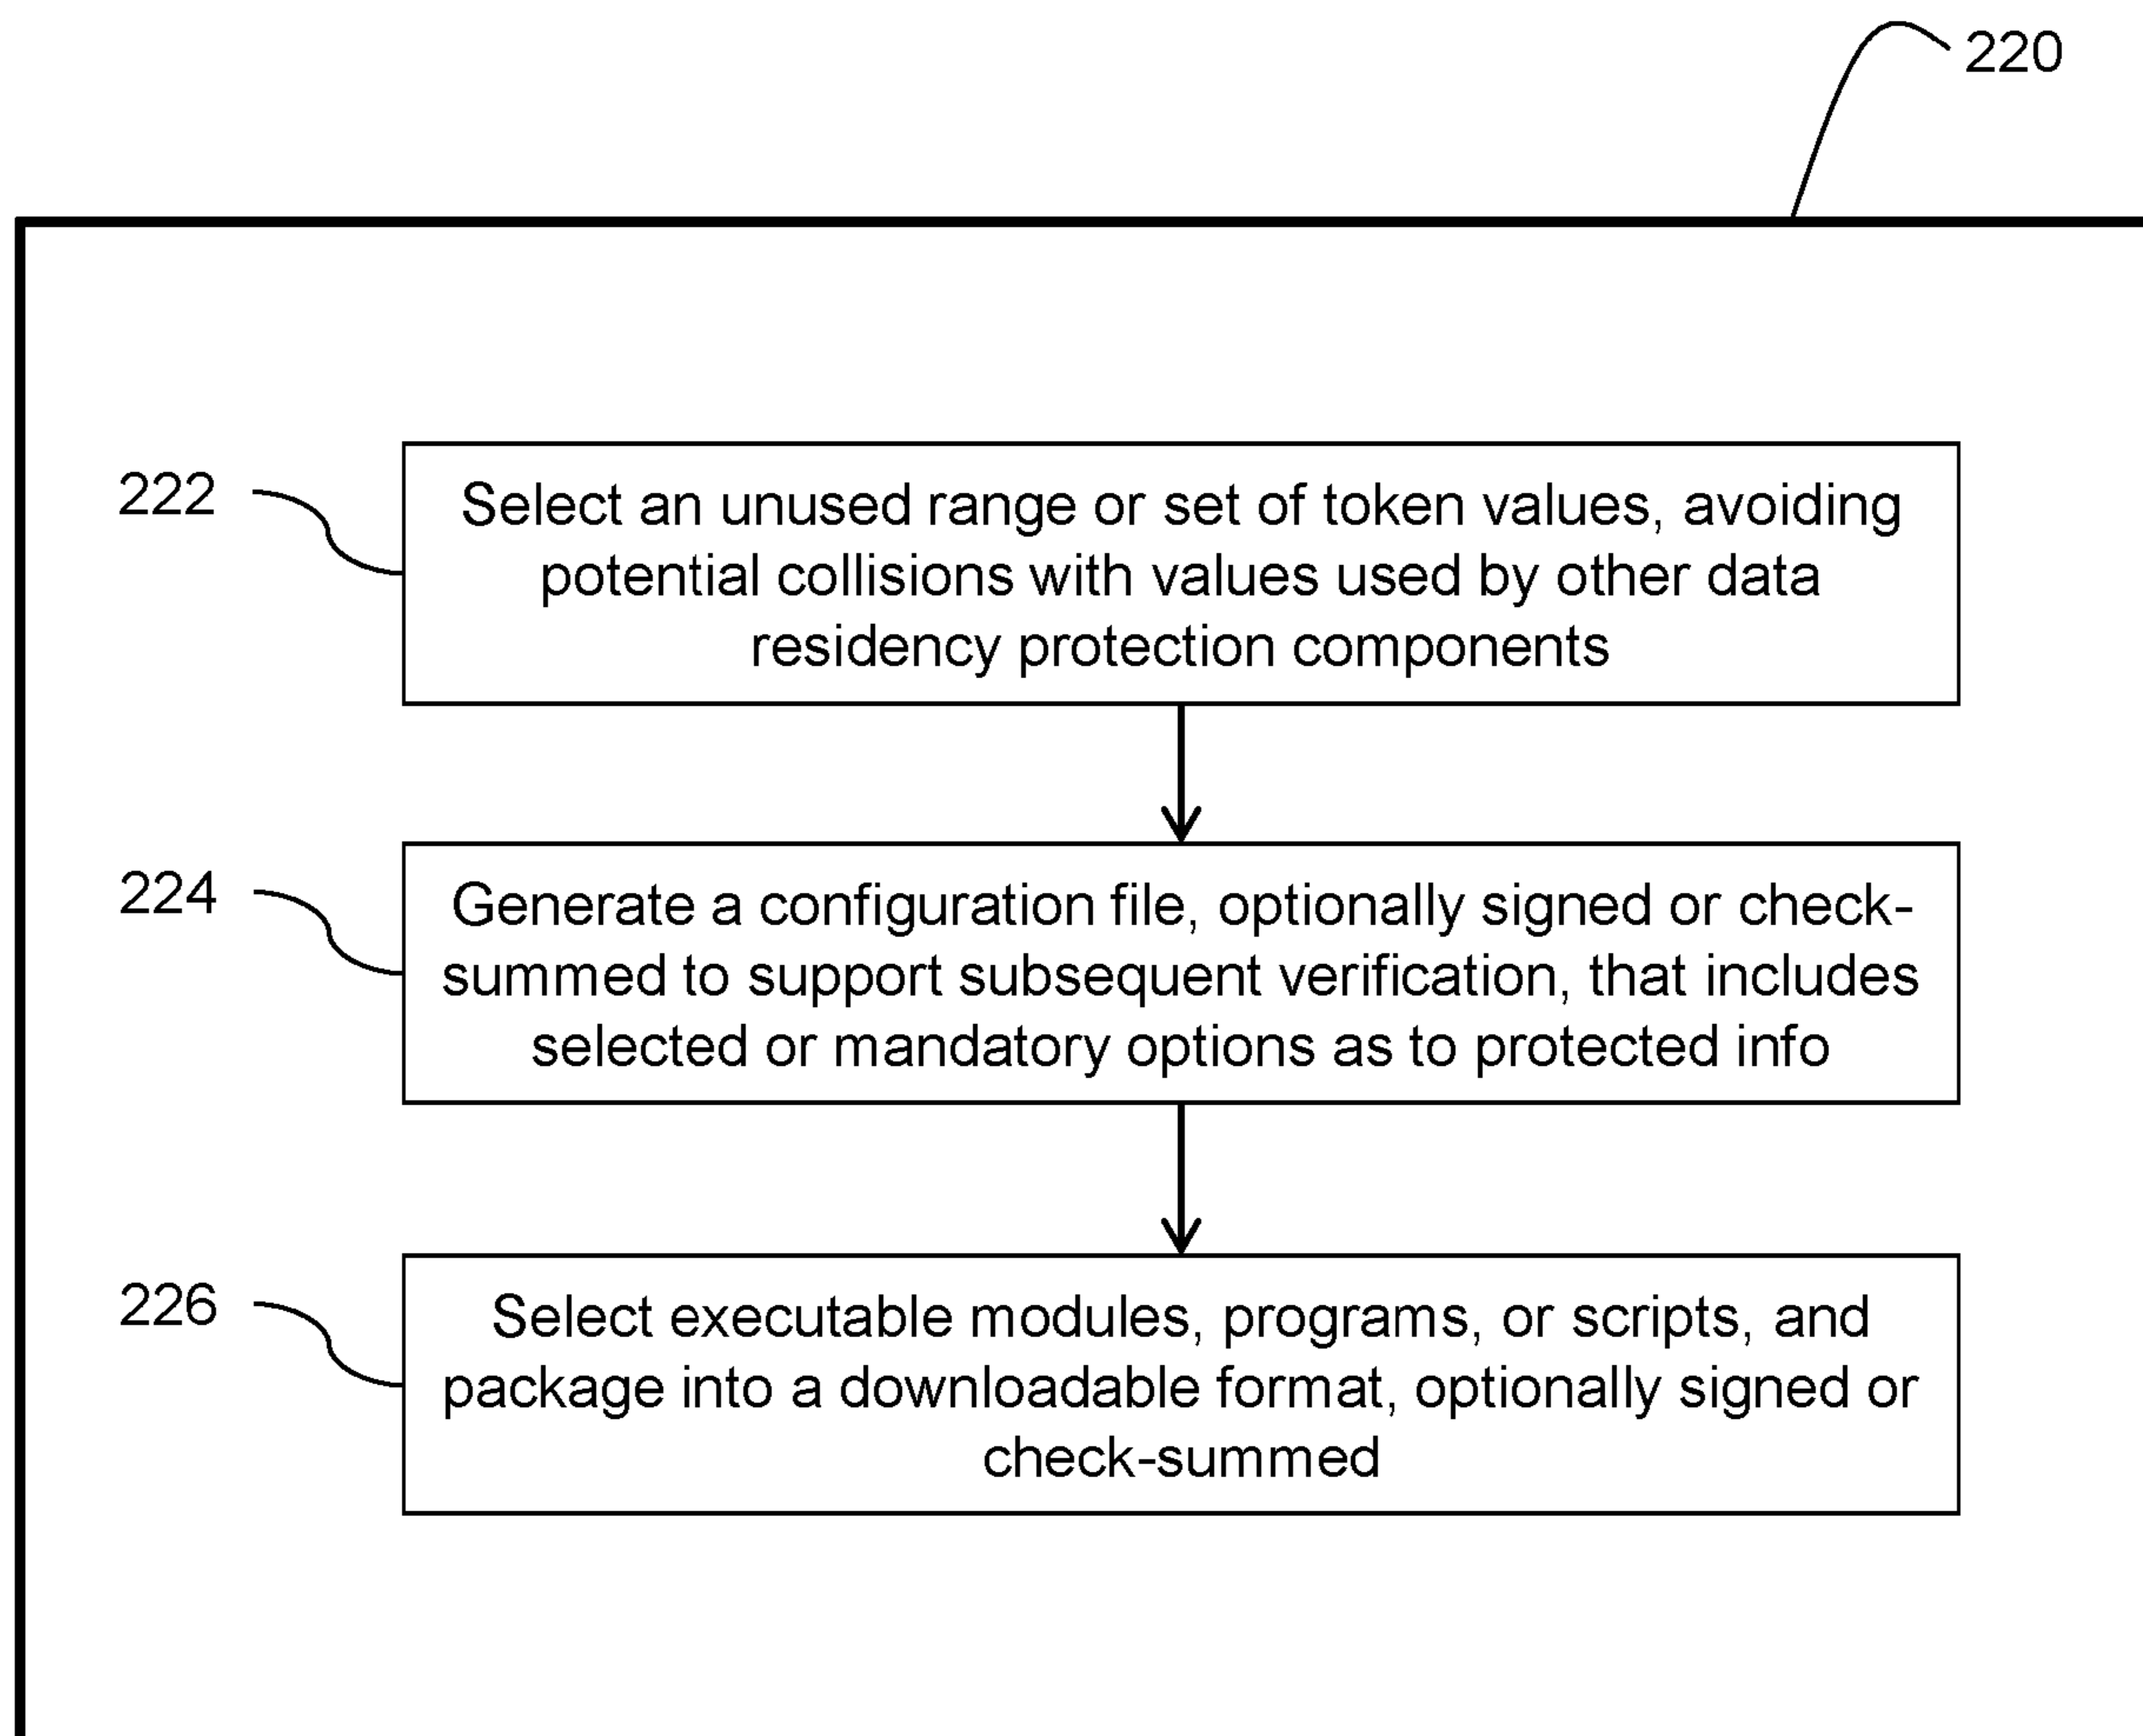 220
222
Select an unused range or set of token values, avoiding
potential collisions with values used by other data
residency protection components
224
Generate a configuration file, optionally signed or check-
summed to support subsequent verification, that includes
selected or mandatory options as to protected info
226
Select executable modules, programs, or scripts, and
package into a downloadable format, optionally signed or
check-summed